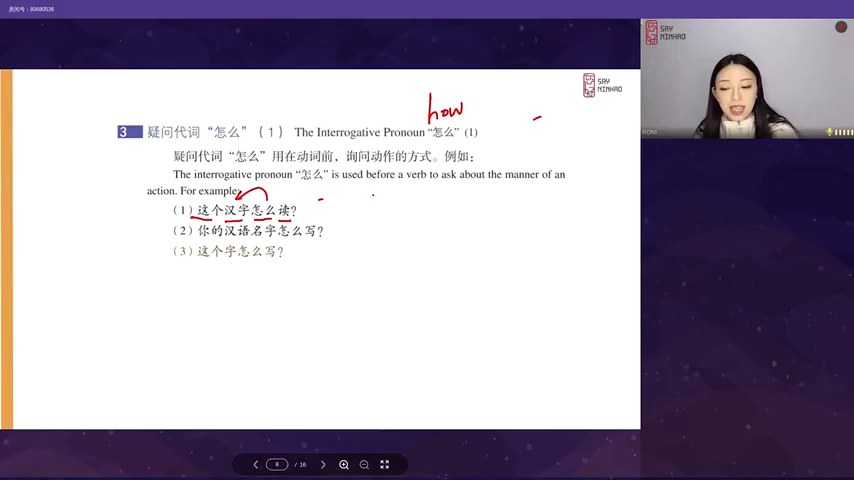 房间号：80680536
SAY
NINHAO
SAY
NINHAO
how
3 疑问代词“怎么”（1） The Interrogative Pronoun “怎么” (1)
疑问代词“怎么”用在动词前，询问动作的方式。例如：
The interrogative pronoun “怎么” is used before a verb to ask about the manner of an
action. For example:
（1）这个汉字怎么读？
（2）你的汉语名字怎么写？
（3）这个字怎么写？
8 / 16